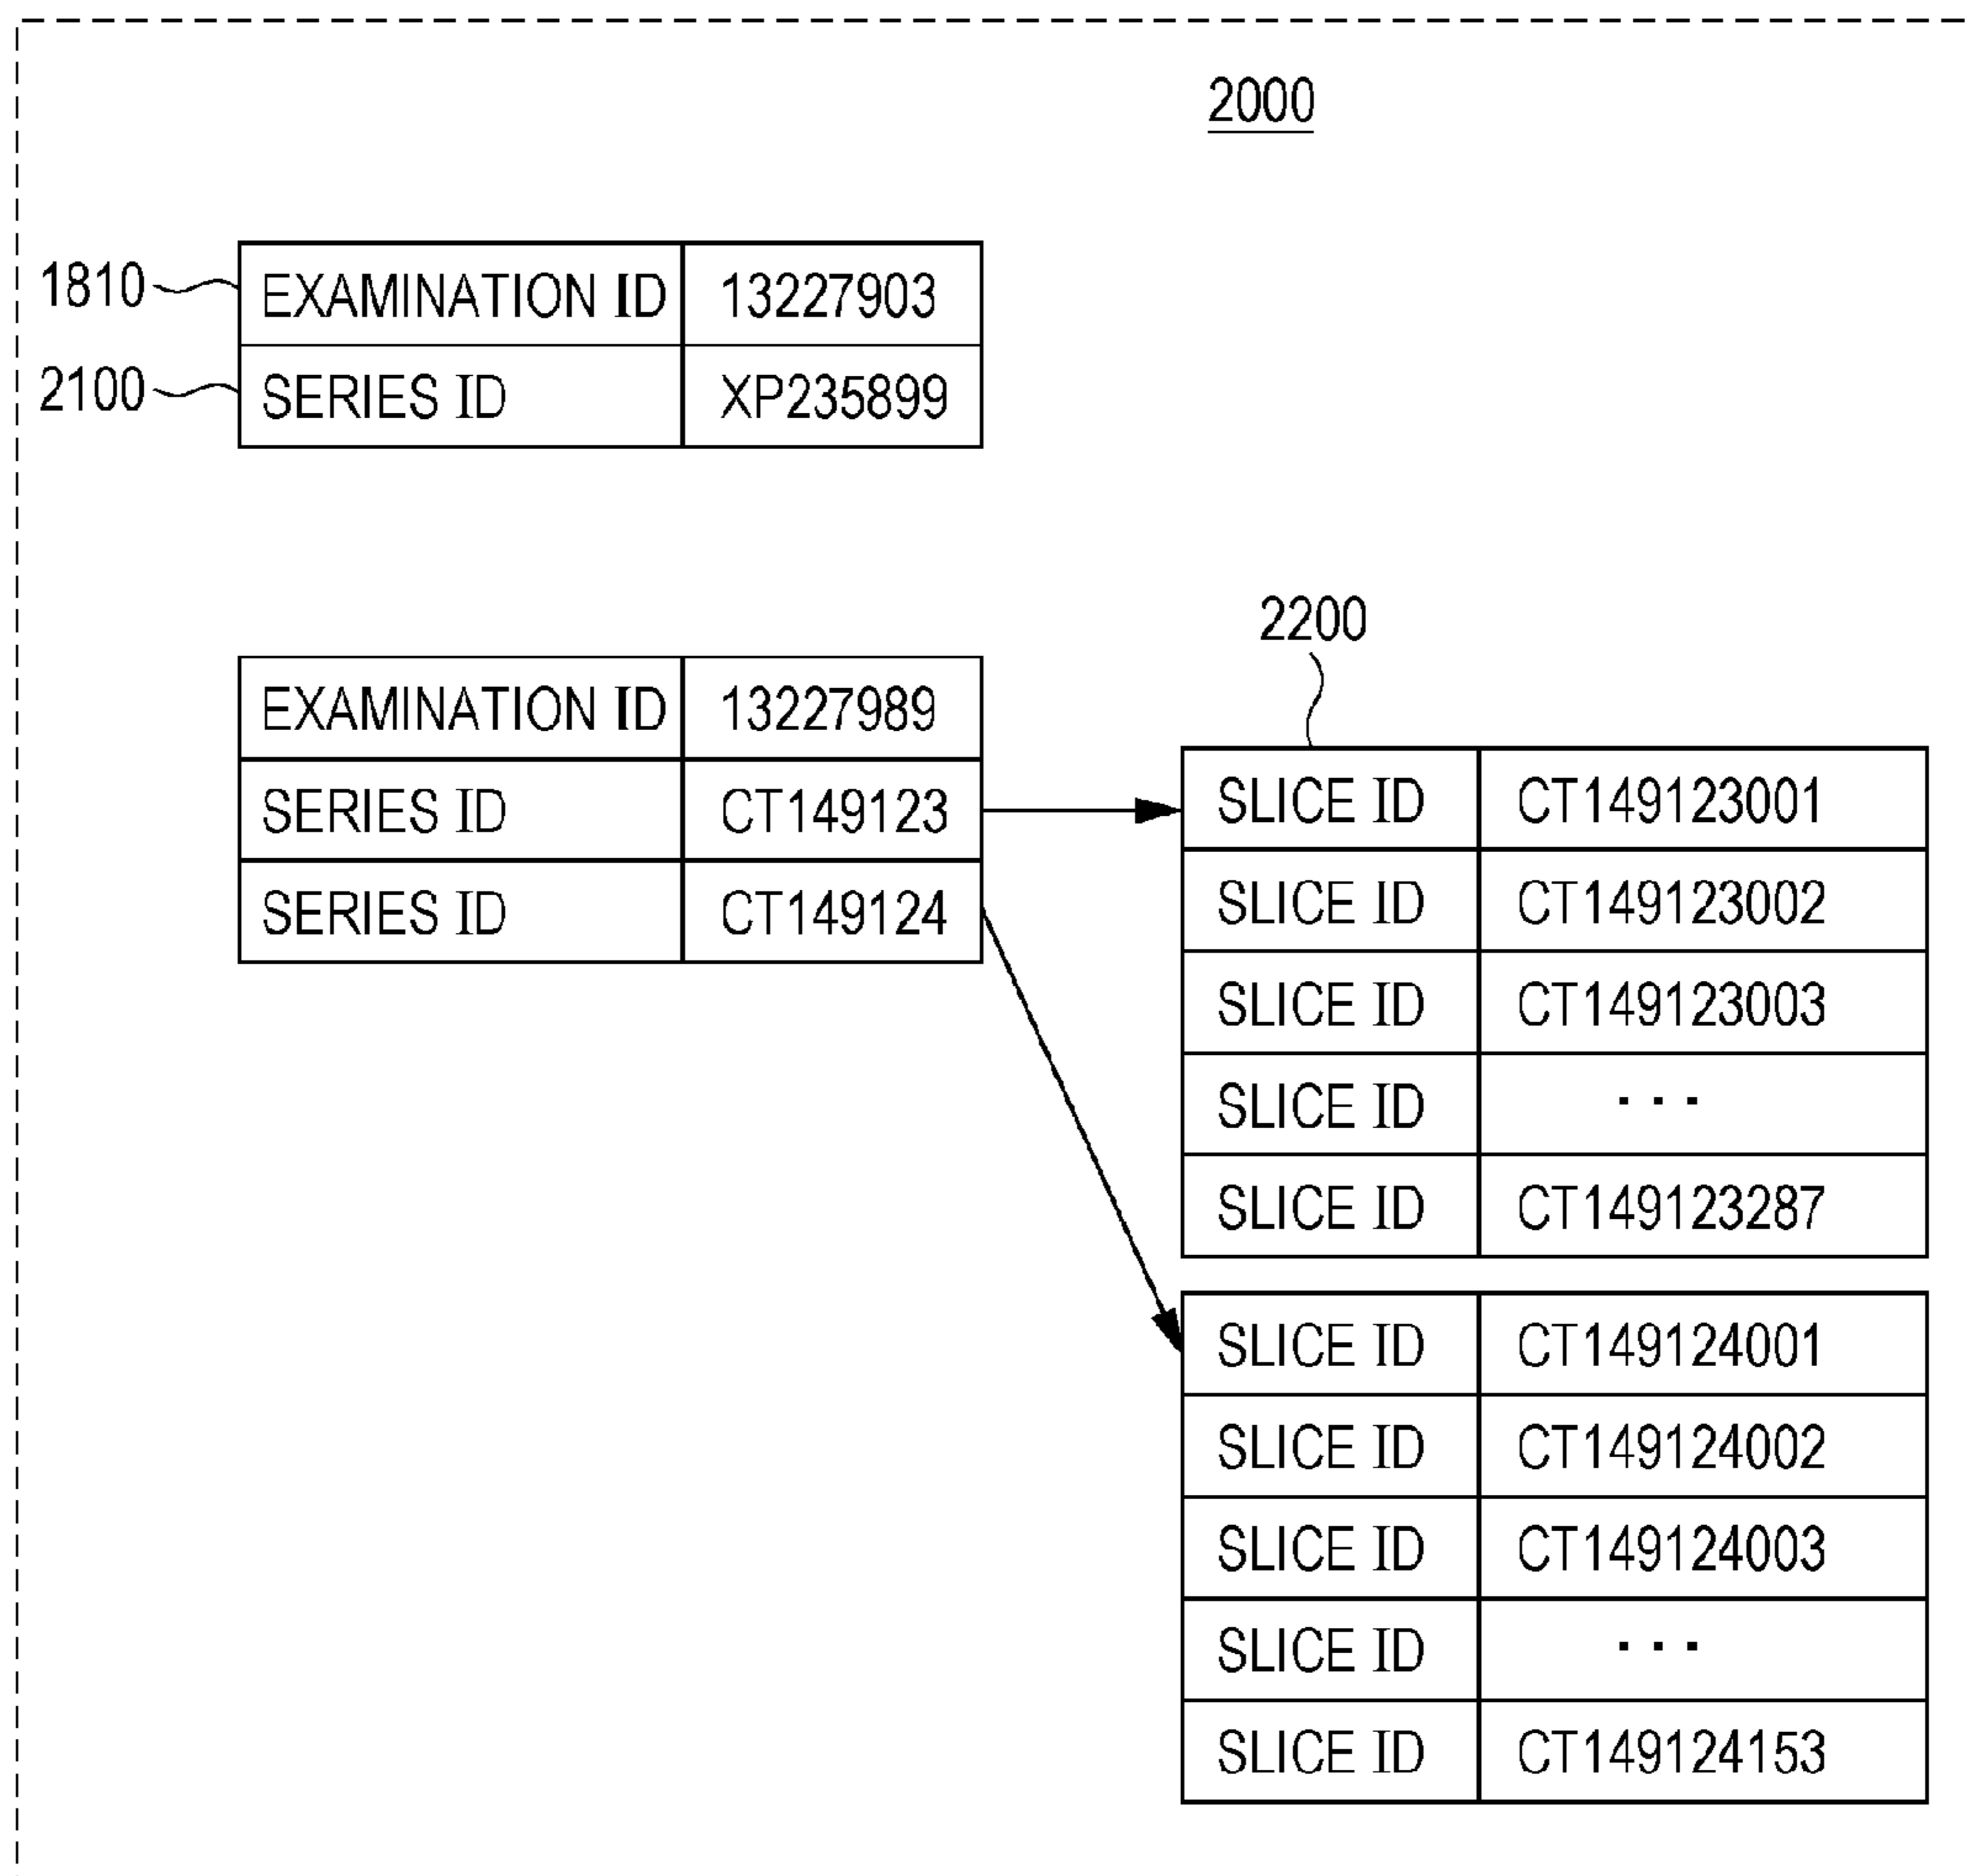 2000
1810 EXAMINATION ID 13227903
2100 SERIES ID XP235899
2200
EXAMINATION ID 13227989
SERIES ID CT149123
SERIES ID CT149124
SLICE ID CT149123001
SLICE ID CT149123002
SLICE ID CT149123003
SLICE ID ...
SLICE ID CT149123287
SLICE ID CT149124001
SLICE ID CT149124002
SLICE ID CT149124003
SLICE ID ...
SLICE ID CT149124153